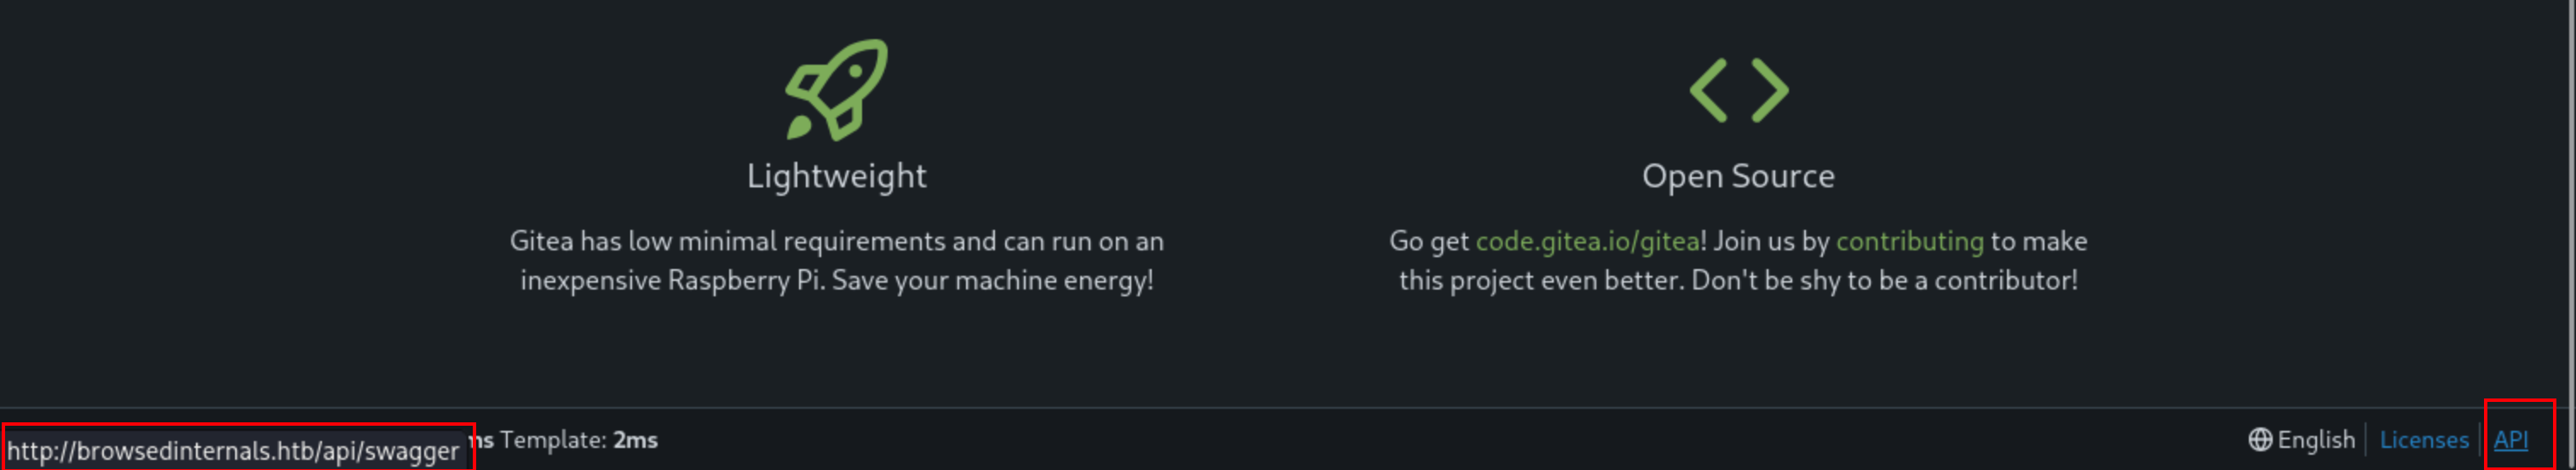 Lightweight
Gitea has low minimal requirements and can run on an
inexpensive Raspberry Pi. Save your machine energy!
Open Source
Go get code.gitea.io/gitea! Join us by contributing to make
this project even better. Don't be shy to be a contributor!
http://browsedinternals.htb/api/swagger
ms Template: 2ms
English Licenses API